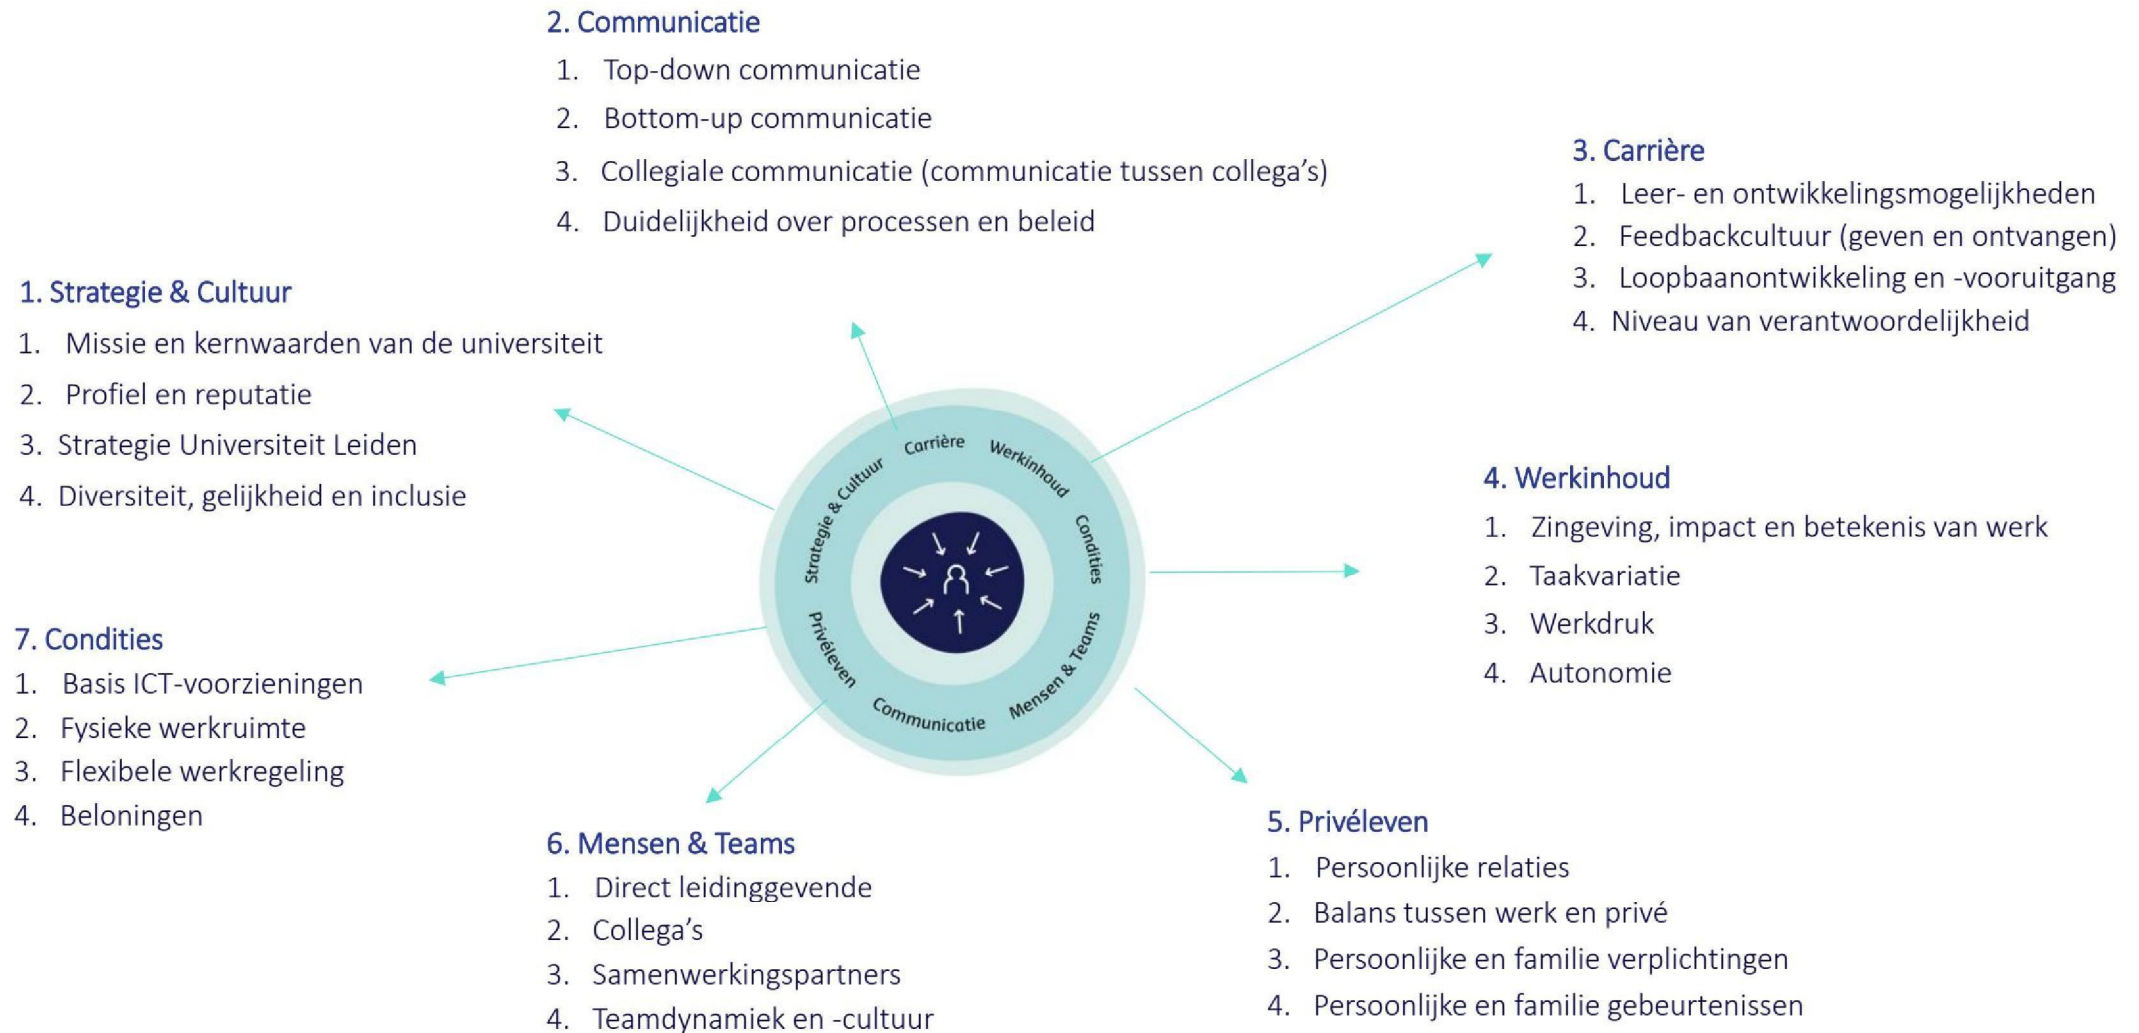 2. Communicatie
1. Top-down communicatie
2. Bottom-up communicatie
3. Collegiale communicatie (communicatie tussen collega’s)
4. Duidelijkheid over processen en beleid
3. Carrière
1. Leer- en ontwikkelingsmogelijkheden
2. Feedbackcultuur (geven en ontvangen)
3. Loopbaanontwikkeling en -vooruitgang
4. Niveau van verantwoordelijkheid
1. Strategie & Cultuur
1. Missie en kernwaarden van de universiteit
2. Profiel en reputatie
3. Strategie Universiteit Leiden
4. Diversiteit, gelijkheid en inclusie
Strategie & Cultuur
Carrière
Werkinhoud
Condities
Mensen & Teams
Communicatie
Privéleven
4. Werkinhoud
1. Zingeving, impact en betekenis van werk
2. Taakvariatie
3. Werkdruk
4. Autonomie
7. Condities
1. Basis ICT-voorzieningen
2. Fysieke werkruimte
3. Flexibele werkregeling
4. Beloningen
6. Mensen & Teams
1. Direct leidinggevende
2. Collega’s
3. Samenwerkingspartners
4. Teamdynamiek en -cultuur
5. Privéleven
1. Persoonlijke relaties
2. Balans tussen werk en privé
3. Persoonlijke en familie verplichtingen
4. Persoonlijke en familie gebeurtenissen